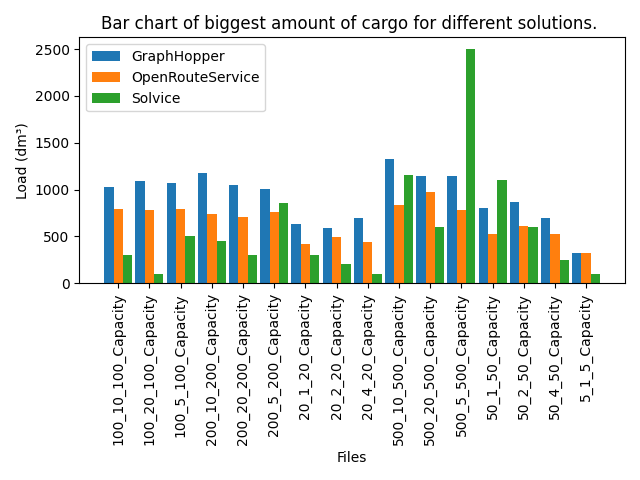 Bar chart of biggest amount of cargo for different solutions.
GraphHopper
OpenRouteService
Solvice
Load (dm³)
2500
2000
1500
1000
500
0
100_10_100_Capacity
100_20_100_Capacity
100_5_100_Capacity
200_10_200_Capacity
200_20_200_Capacity
200_5_200_Capacity
20_1_20_Capacity
20_2_20_Capacity
20_4_20_Capacity
500_10_500_Capacity
500_20_500_Capacity
500_5_500_Capacity
50_1_50_Capacity
50_2_50_Capacity
50_4_50_Capacity
5_1_5_Capacity
Files